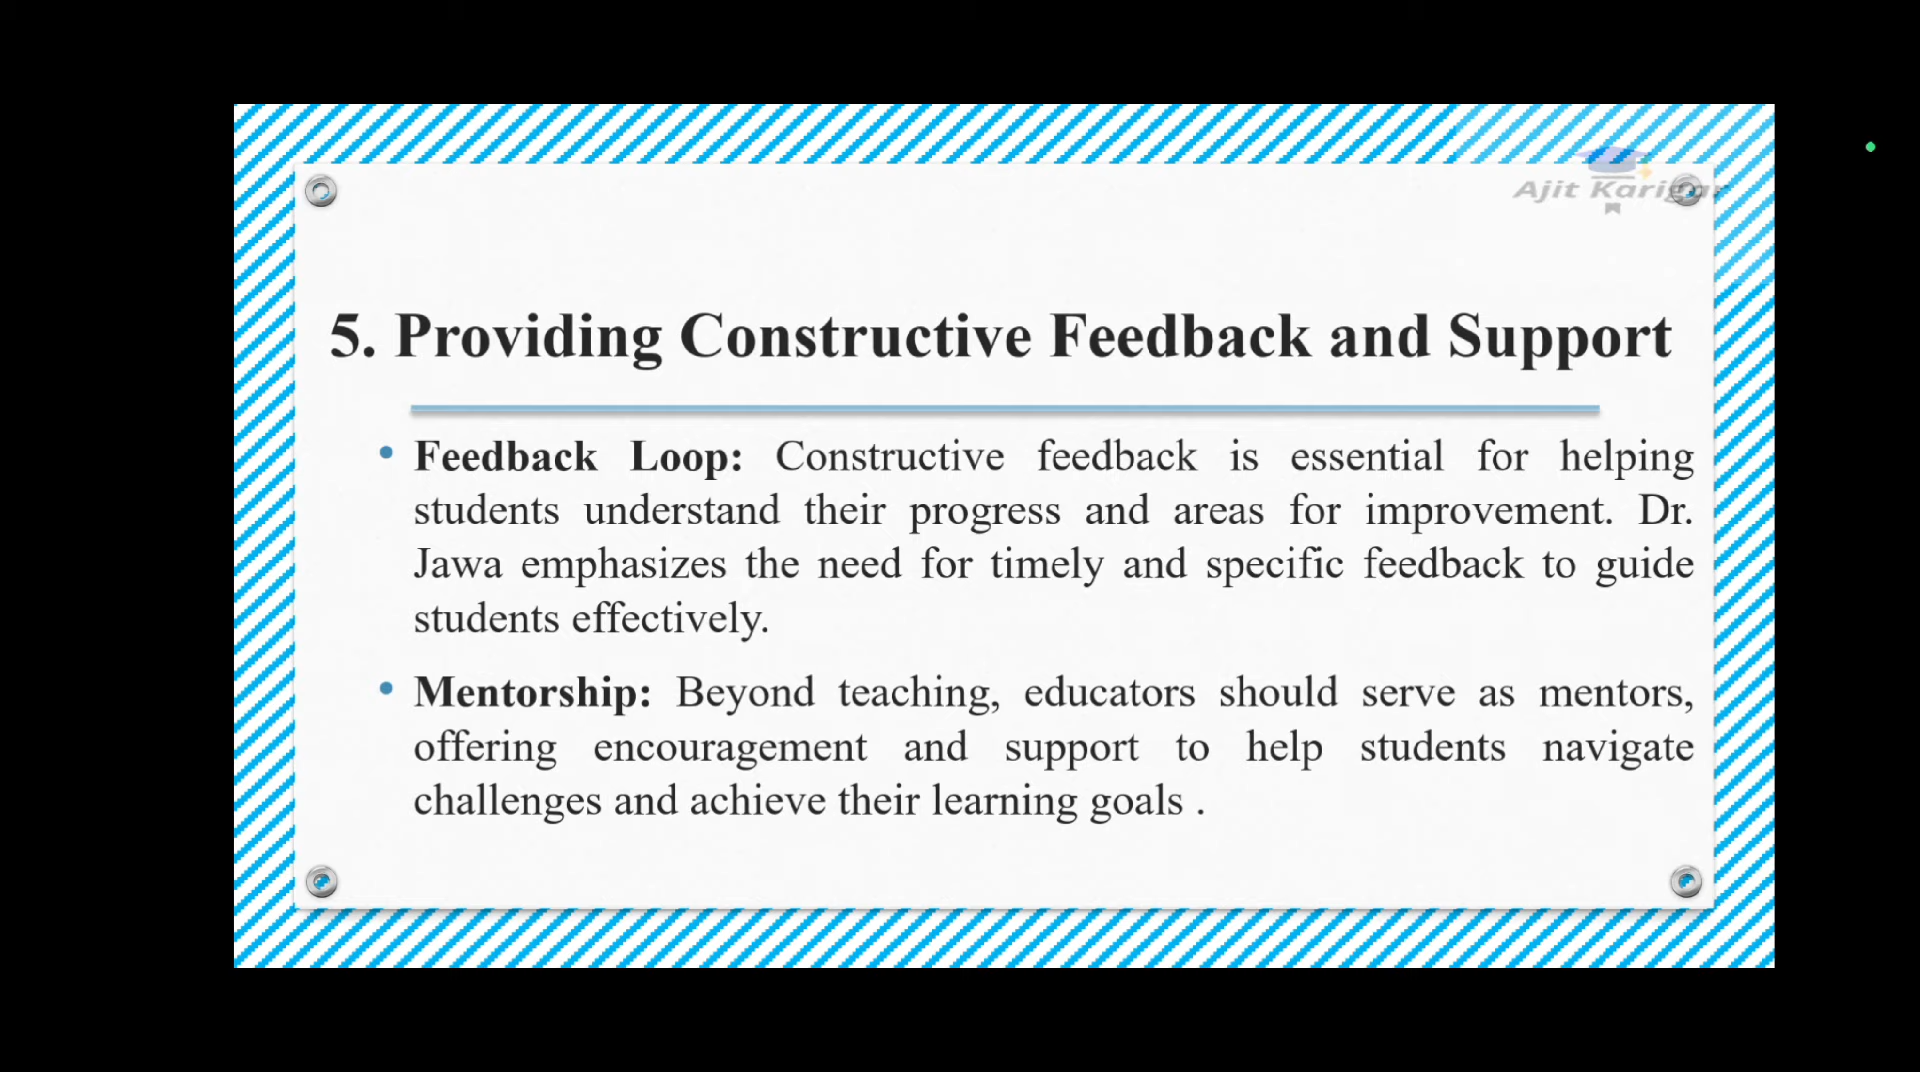 Ajit Karigar
5. Providing Constructive Feedback and Support
• Feedback Loop: Constructive feedback is essential for helping
students understand their progress and areas for improvement. Dr.
Jawa emphasizes the need for timely and specific feedback to guide
students effectively.
• Mentorship: Beyond teaching, educators should serve as mentors,
offering encouragement and support to help students navigate
challenges and achieve their learning goals .